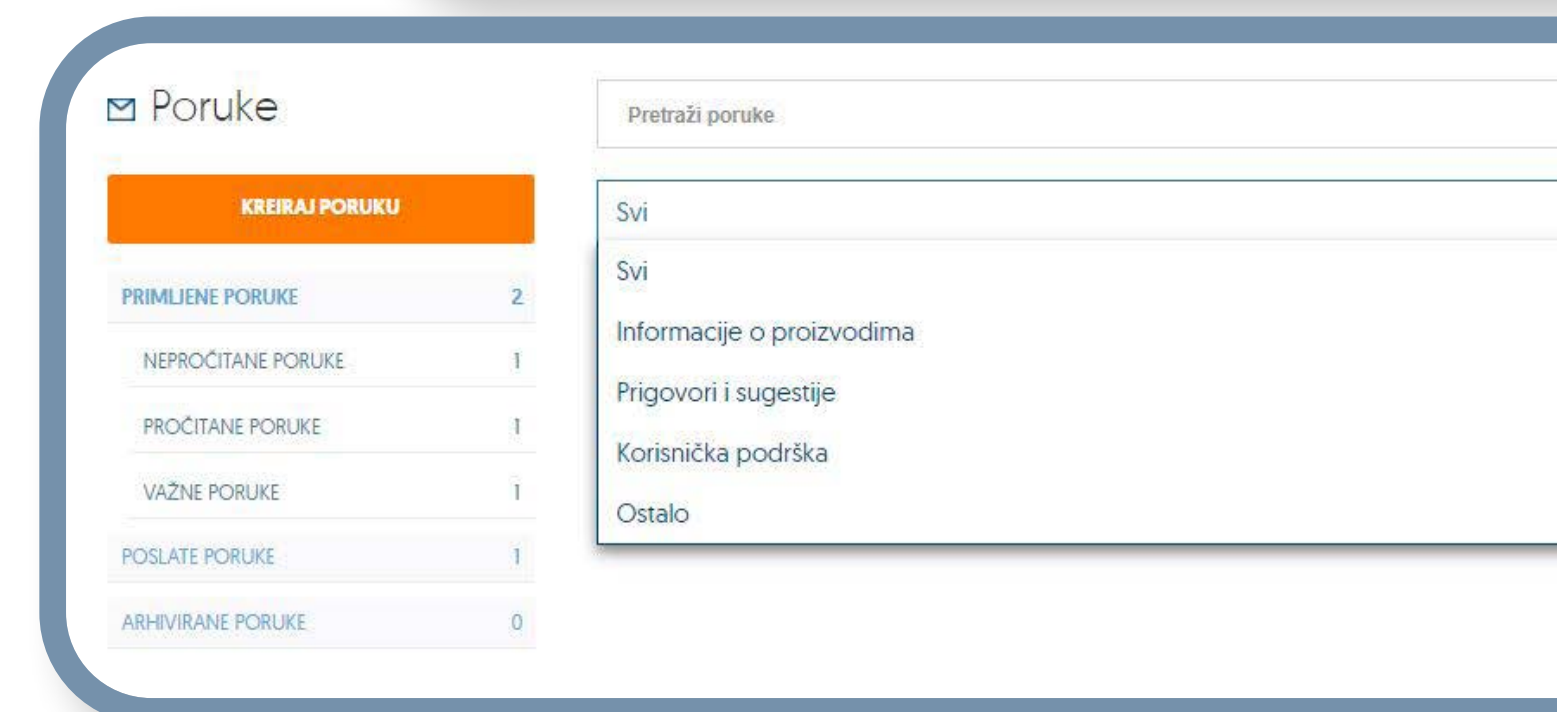 Poruke
KREIRAJ PORUKU
PRIMLJENE PORUKE 2
NEPROČITANE PORUKE 1
PROČITANE PORUKE 1
VAŽNE PORUKE 1
POSLATE PORUKE 1
ARHIVIRANE PORUKE 0
Pretraži poruke
Svi
Svi
Informacije o proizvodima
Prigovori i sugestije
Korisnička podrška
Ostalo